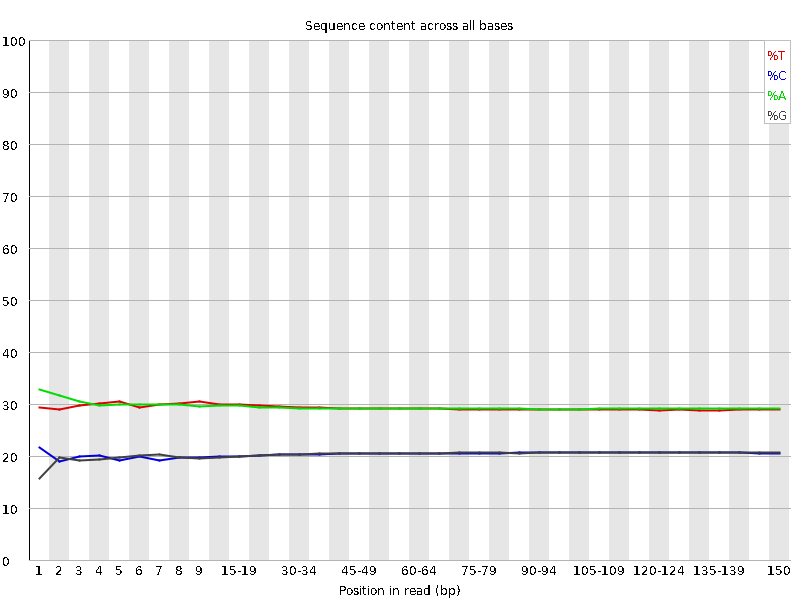 Sequence content across all bases
100
90
80
70
60
50
40
30
20
10
0
%T
%C
%A
%G
1 2 3 4 5 6 7 8 9 15-19 30-34 45-49 60-64 75-79 90-94 105-109 120-124 135-139 150
Position in read (bp)